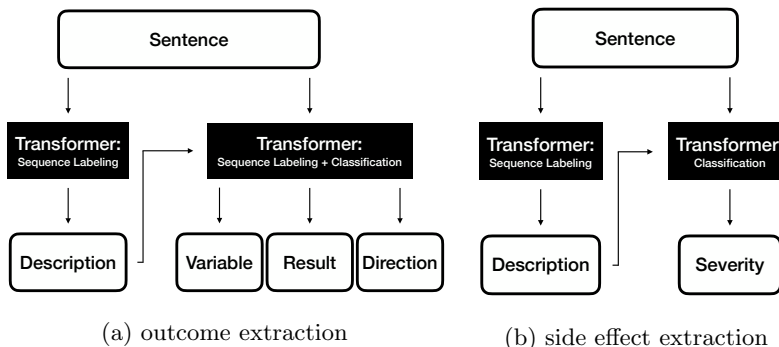 Sentence
Transformer:
Sequence Labeling
Transformer:
Sequence Labeling + Classification
Description
Variable
Result
Direction
(a) outcome extraction
Sentence
Transformer:
Sequence Labeling
Transformer
Classification
Description
Severity
(b) side effect extraction